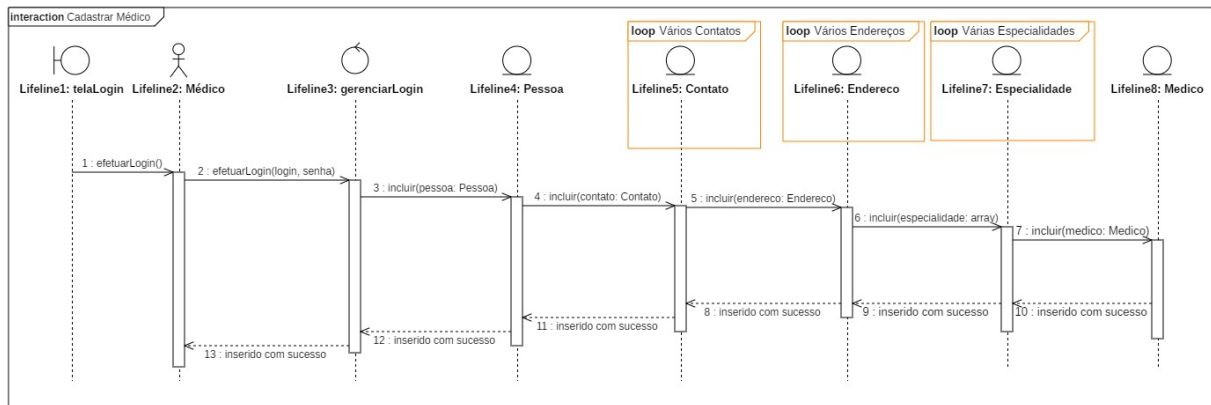 interaction Cadastrar Médico
loop Vários Contatos
loop Vários Endereços
loop Várias Especialidades
Lifeline1: telaLogin
Lifeline2: Médico
Lifeline3: gerenciarLogin
Lifeline4: Pessoa
Lifeline5: Contato
Lifeline6: Endereco
Lifeline7: Especialidade
Lifeline8: Medico
1 : efetuarLogin()
2 : efetuarLogin(login, senha)
3 : incluir(pessoa: Pessoa)
4 : incluir(contato: Contato)
5 : incluir(endereco: Endereco)
6 : incluir(especialidade: array)
7 : incluir(medico: Medico)
8 : inserido com sucesso
9 : inserido com sucesso
10 : inserido com sucesso
11 : inserido com sucesso
12 : inserido com sucesso
13 : inserido com sucesso